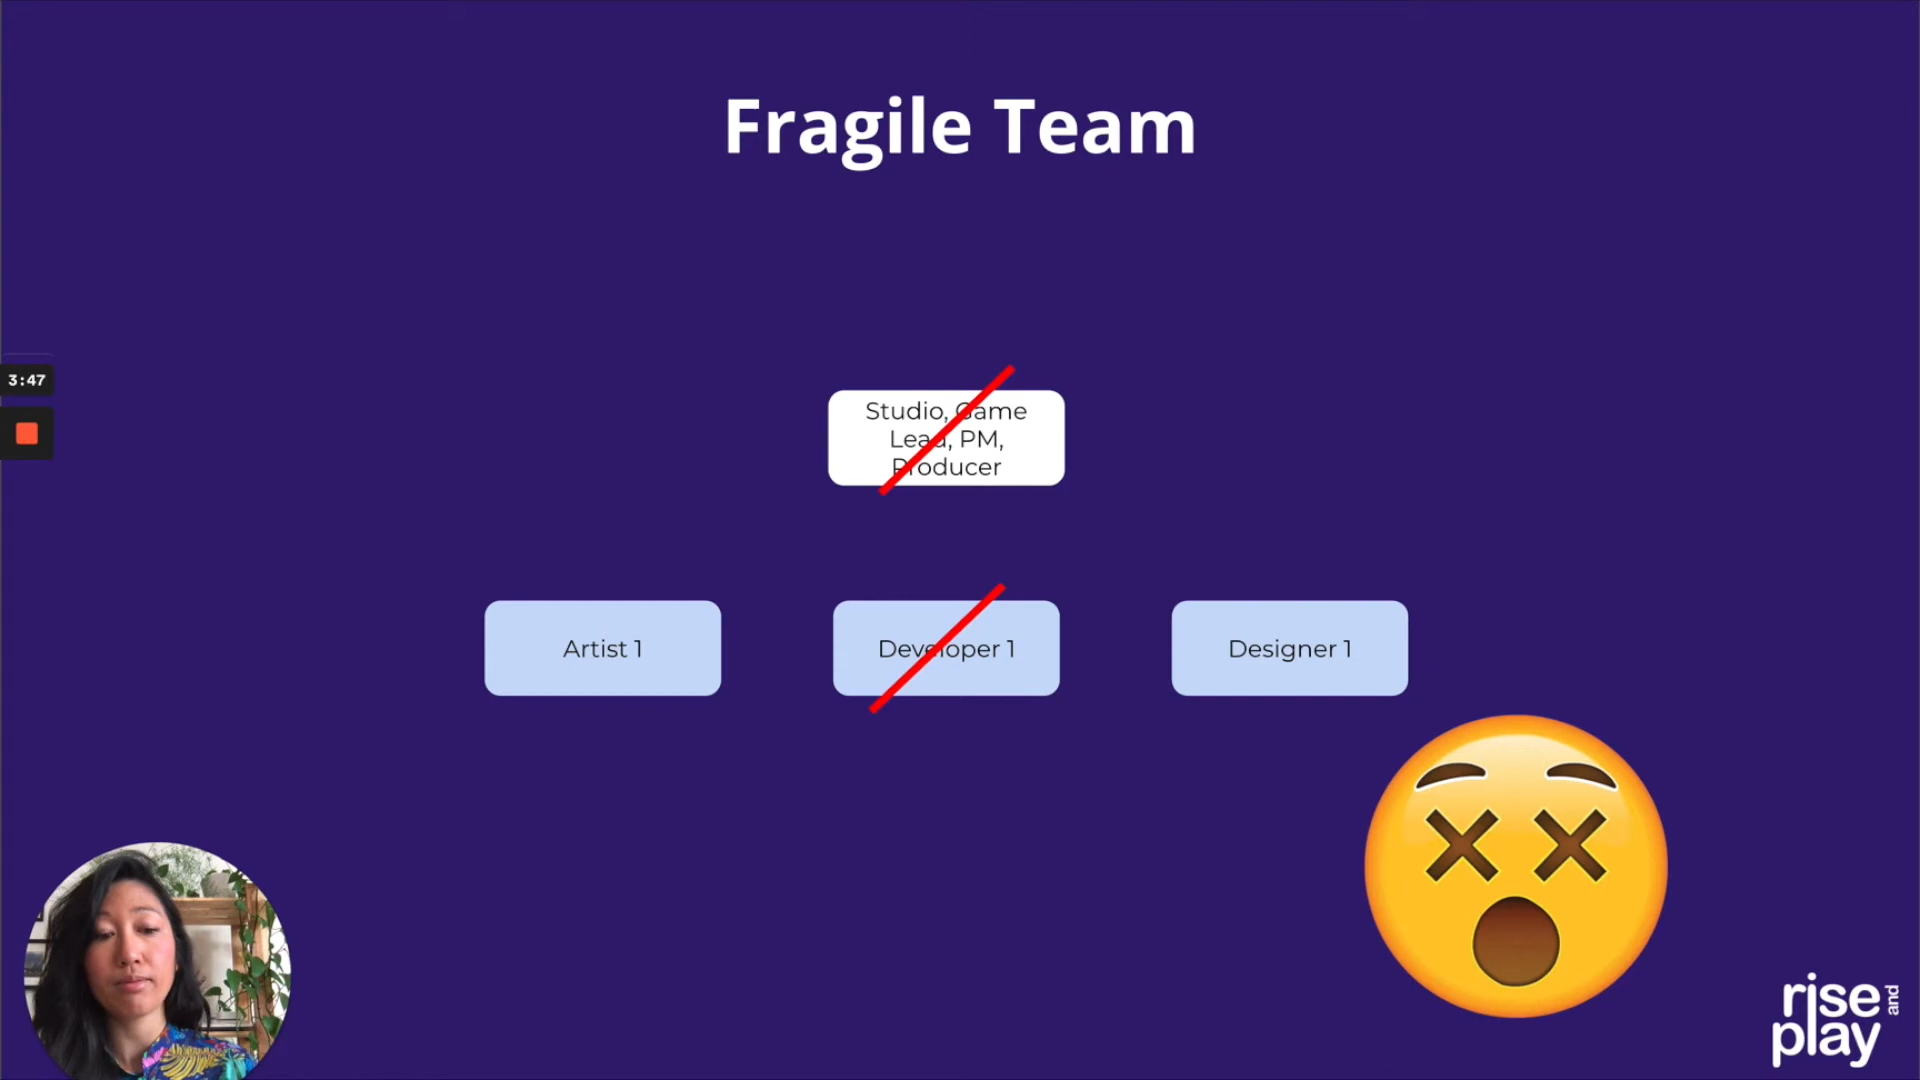 Fragile Team
3:47
Studio, Game
Lead, PM,
Producer
Artist 1
Developer 1
Designer 1
rise and
play